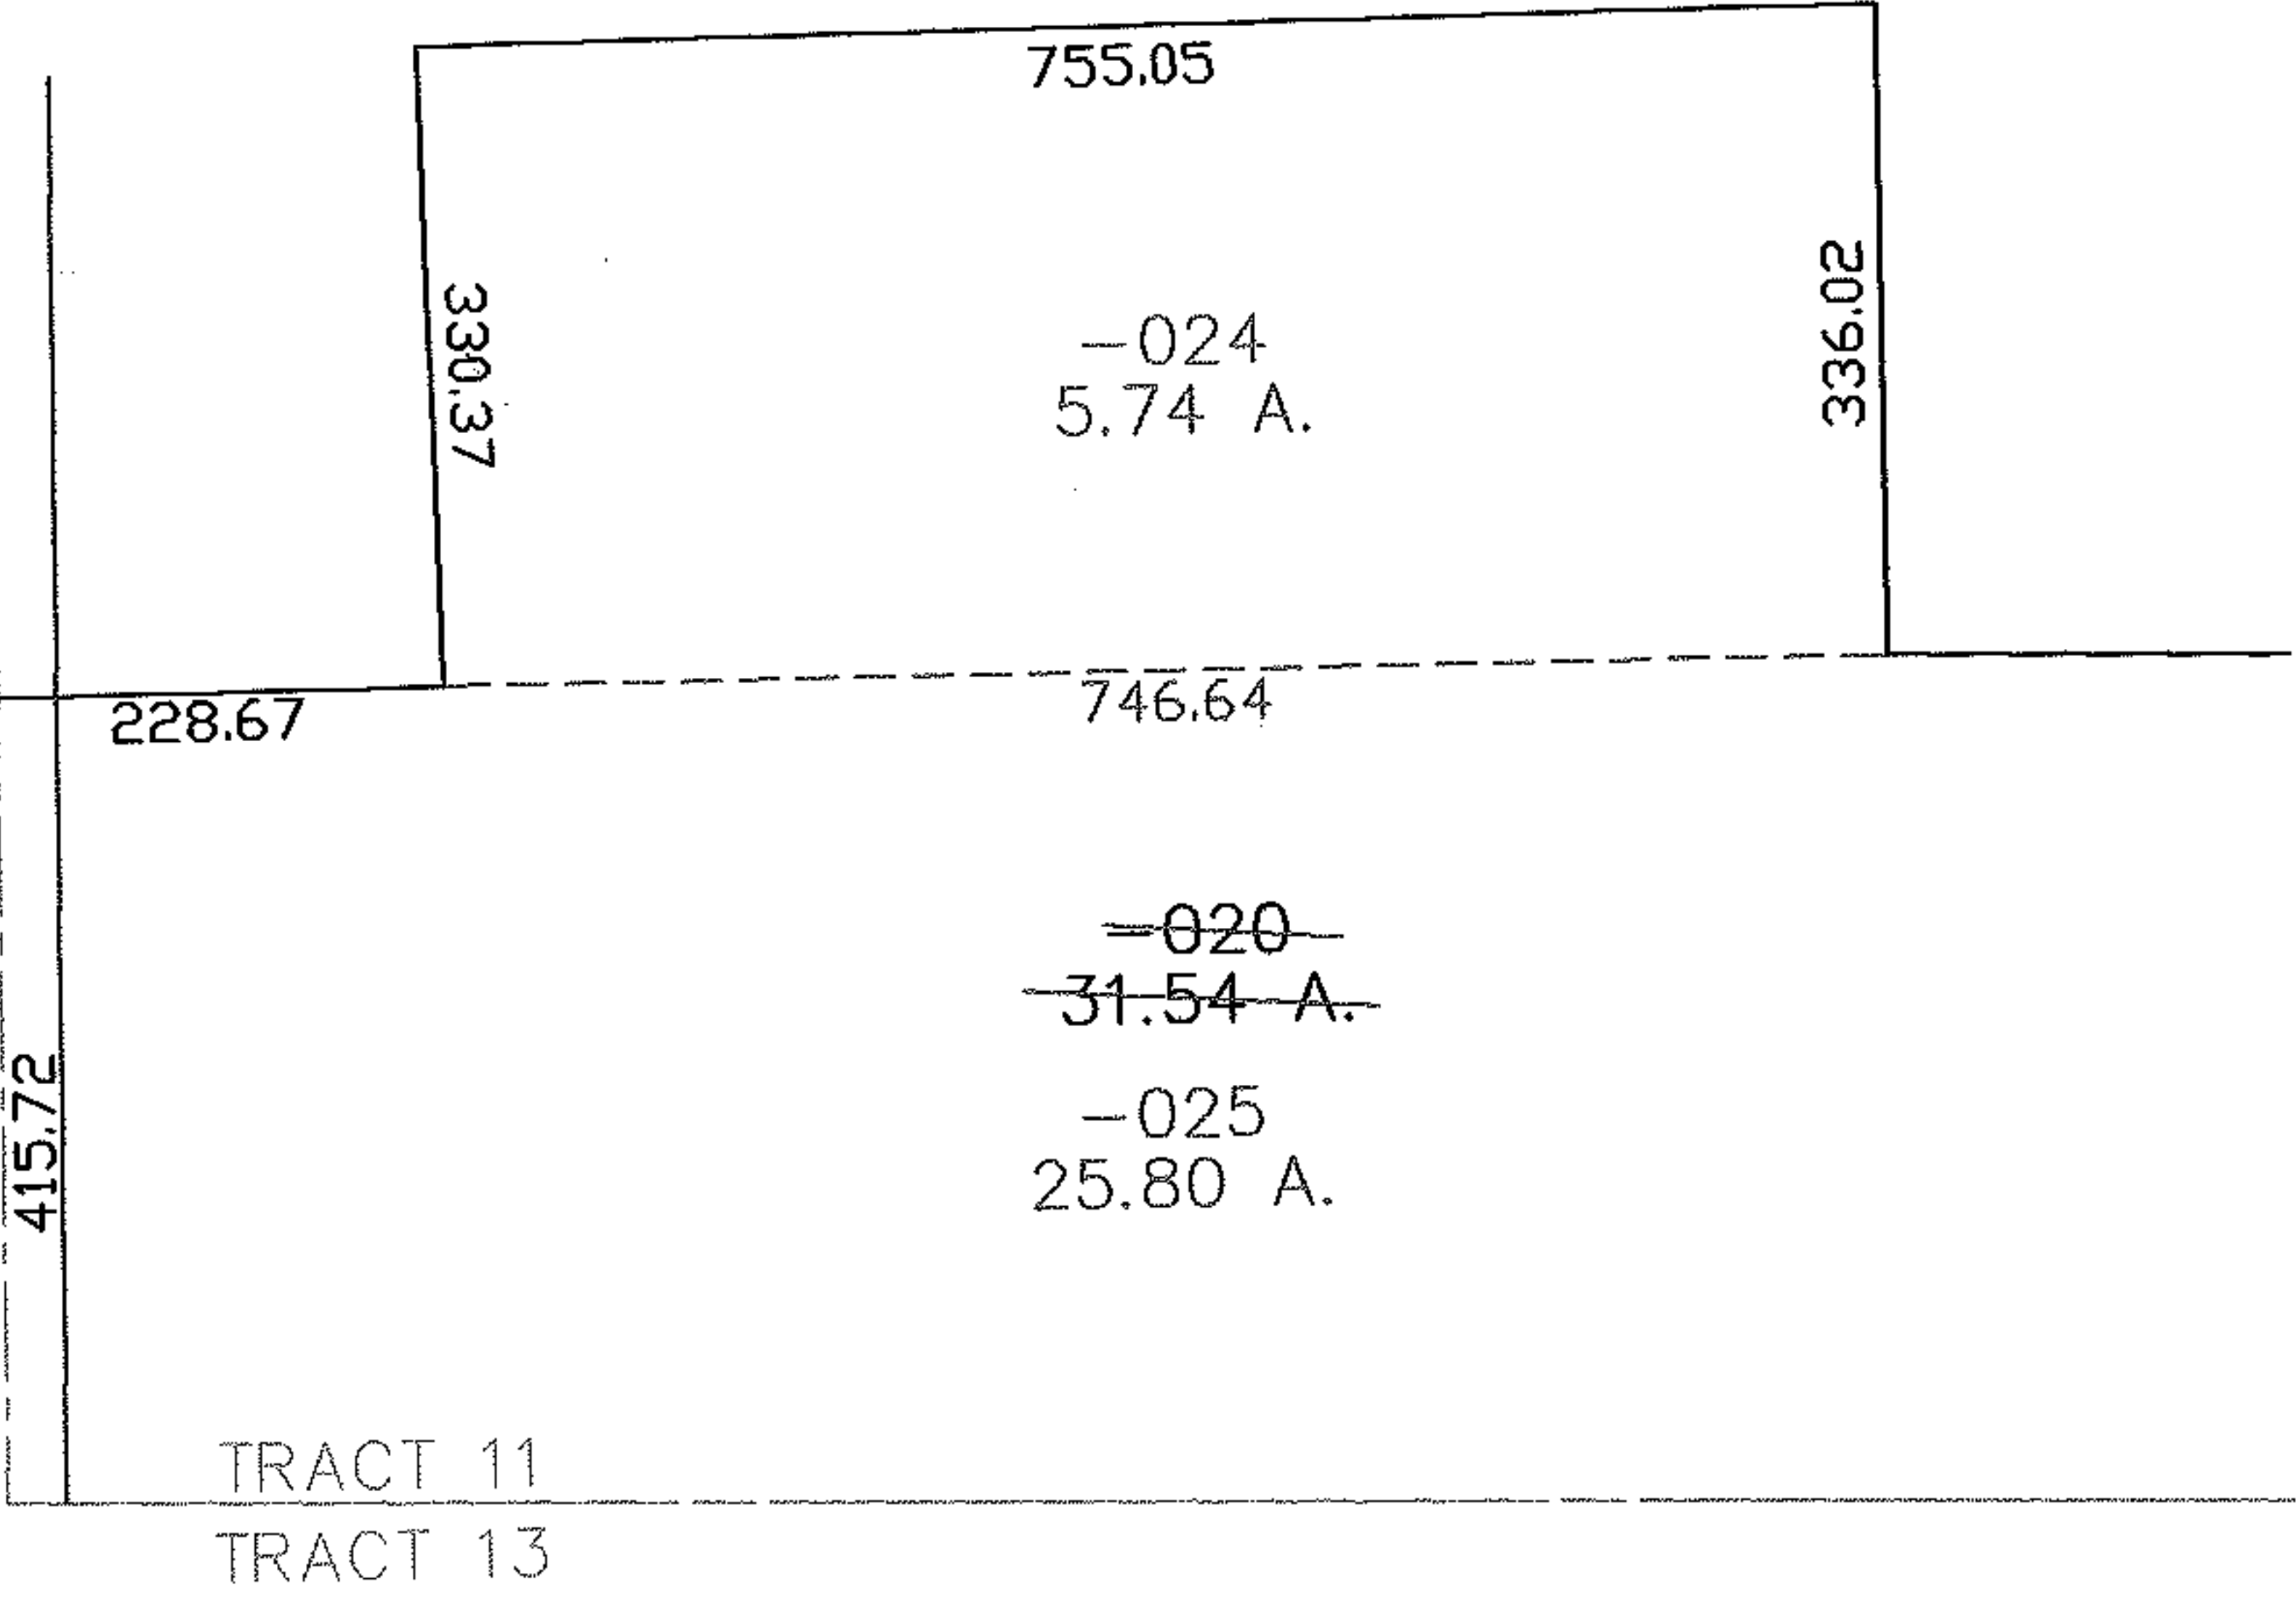 755.05
330.37
336.02
-024
5.74 A.
746.64
228.67
-020
31.54 A.
-025
25.80 A.
415.72
TRACT 11
TRACT 13